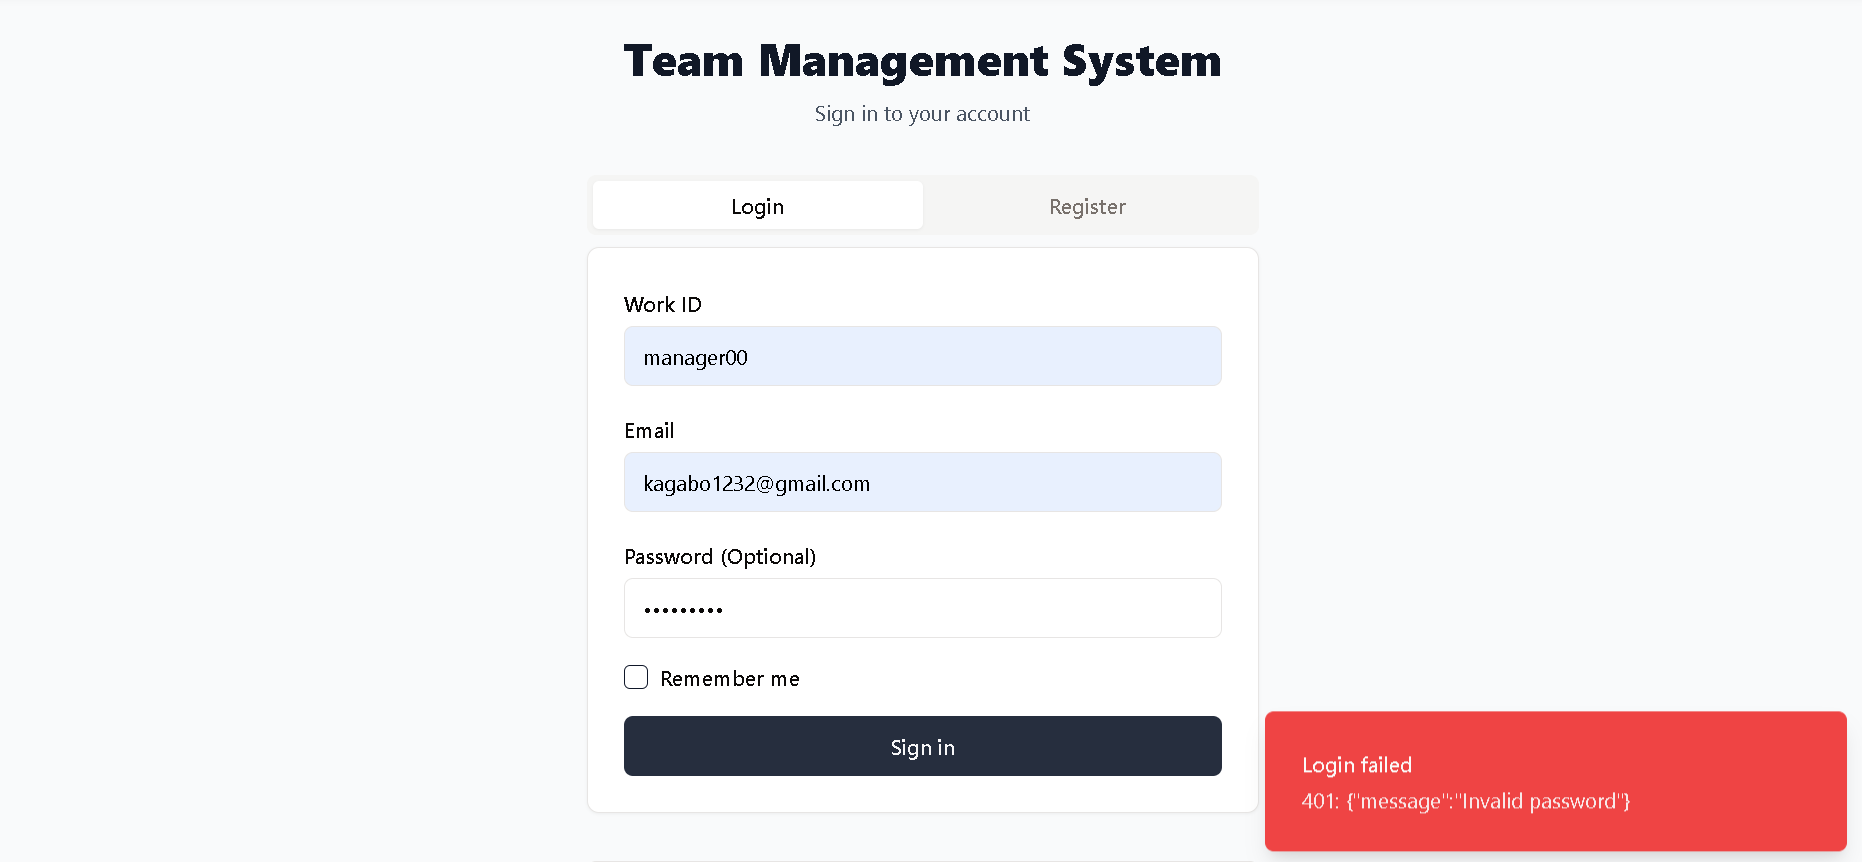 Team Management System
Sign in to your account
Login
Register
Work ID
manager00
Email
kagabo1232@gmail.com
Password (Optional)
•••••••••
Remember me
Sign in
Login failed
401: {"message":"Invalid password"}